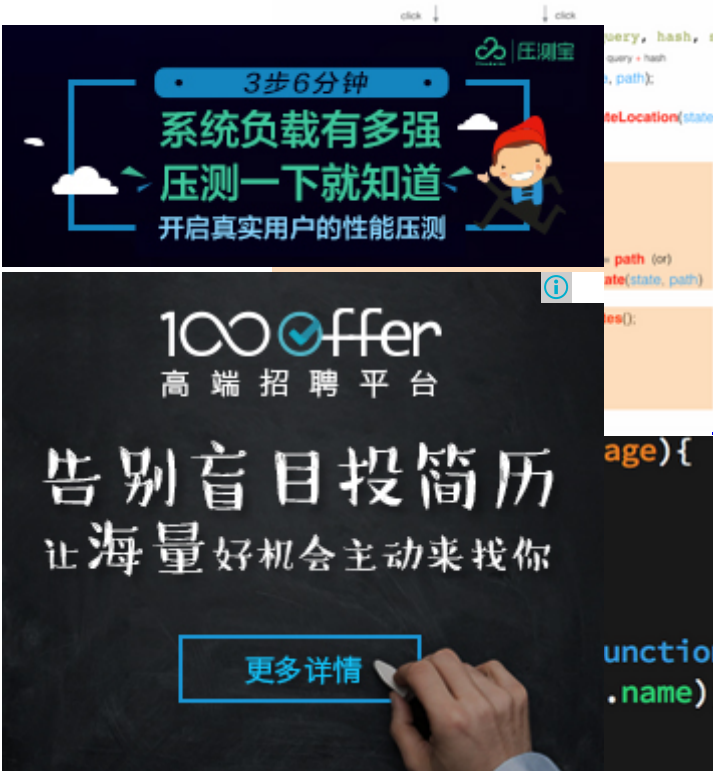 click click
query, hash, s
query + hash
压测宝
, path);
3步6分钟
系统负载有多强
ateLocation(state
压测一下就知道
开启真实用户的性能压测
= path (or)
ate(state, path)
100offer
tes();
高端招聘平台
age){
告别盲目投简历
让海量好机会主动来找你
unction
更多详情
.name)